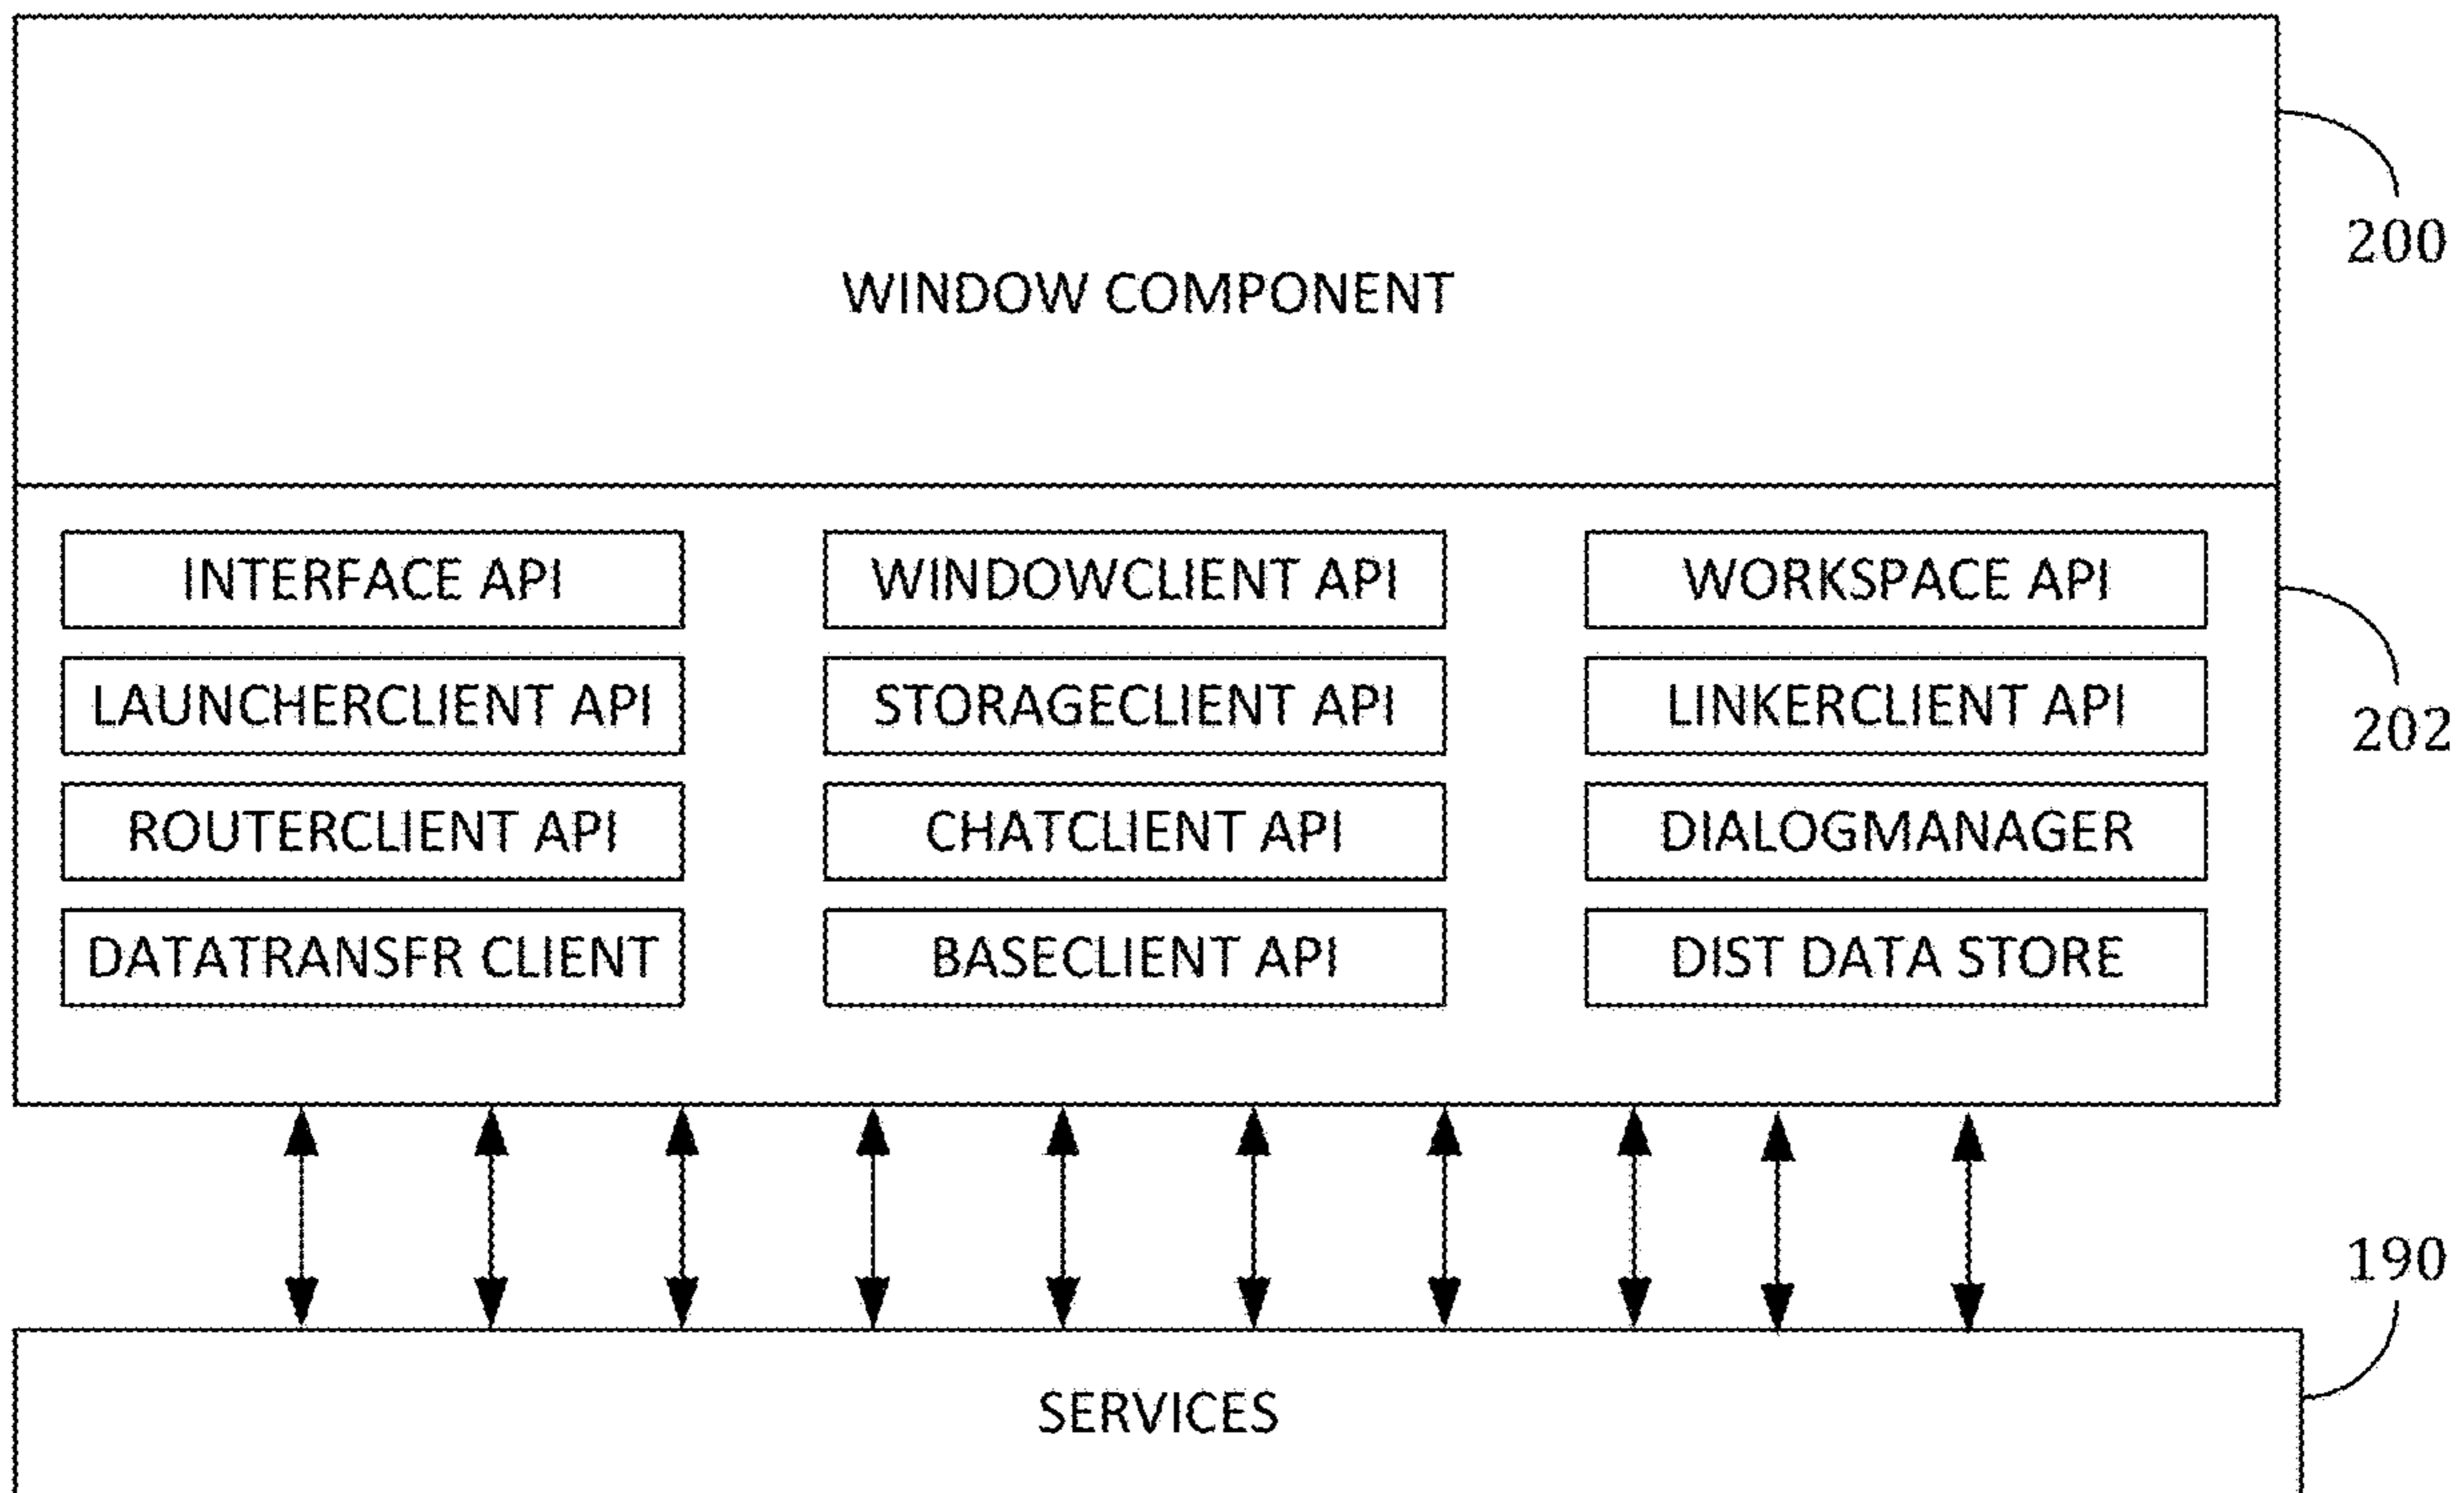 200
WINDOW COMPONENT
INTERFACE API
WINDOWCLIENT API
WORKSPACE API
LAUNCHERCLIENT API
STORAGECLIENT API
LINKERCLIENT API
202
ROUTERCLIENT API
CHATCLIENT API
DIALOGMANAGER
DATATRANSFR CLIENT
BASECLIENT API
DIST DATA STORE
190
SERVICES